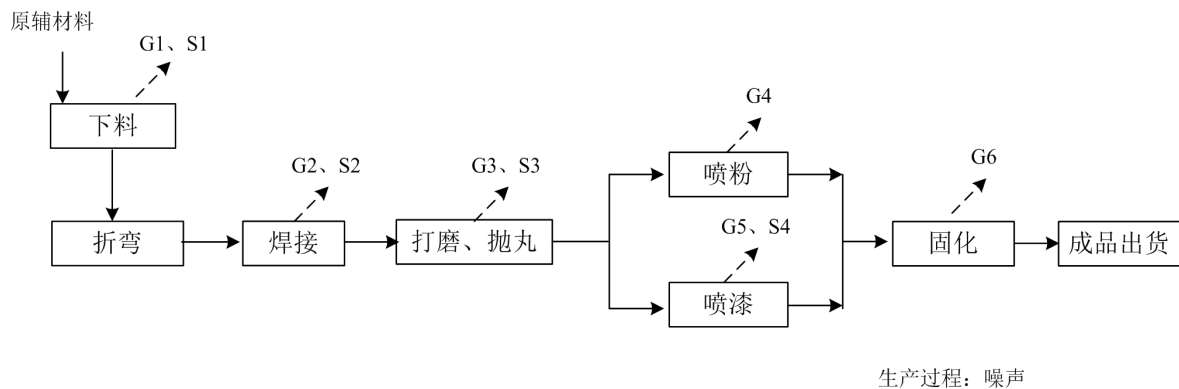 原辅材料
G1、S1
下料
折弯
G2、S2
焊接
G3、S3
打磨、抛丸
G4
喷粉
G5、S4
喷漆
G6
固化
成品出货
生产过程：噪声